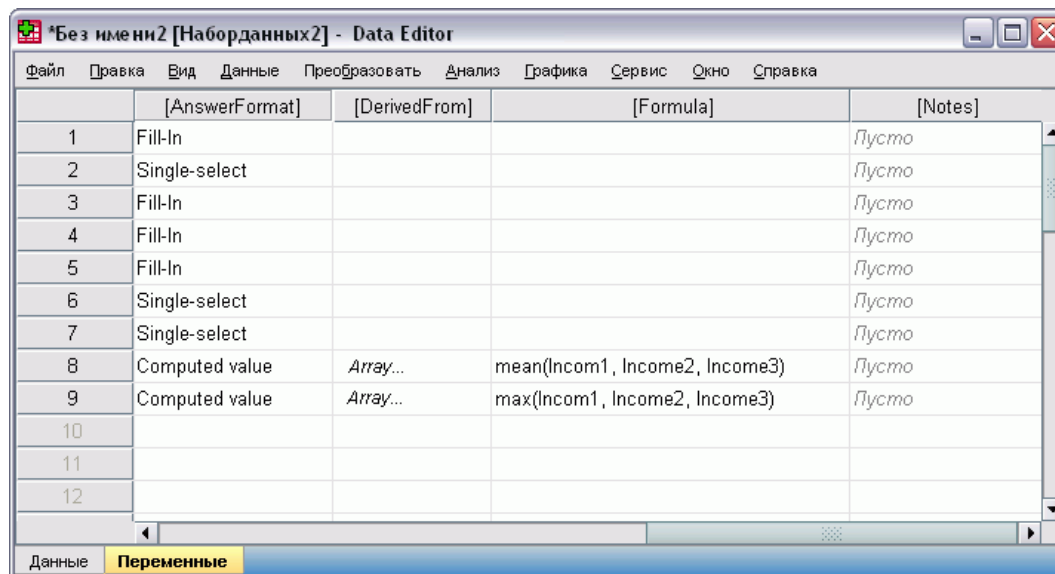 *Без имени2 [Наборданных2] - Data Editor
Файл Правка Вид Данные Преобразовать Анализ Графика Сервис Окно Справка
[AnswerFormat] [DerivedFrom] [Formula] [Notes]
1 Fill-In Пусто
2 Single-select Пусто
3 Fill-In Пусто
4 Fill-In Пусто
5 Fill-In Пусто
6 Single-select Пусто
7 Single-select Пусто
8 Computed value Array... mean(Incom1, Income2, Income3) Пусто
9 Computed value Array... max(Incom1, Income2, Income3) Пусто
10
11
12
Данные Переменные